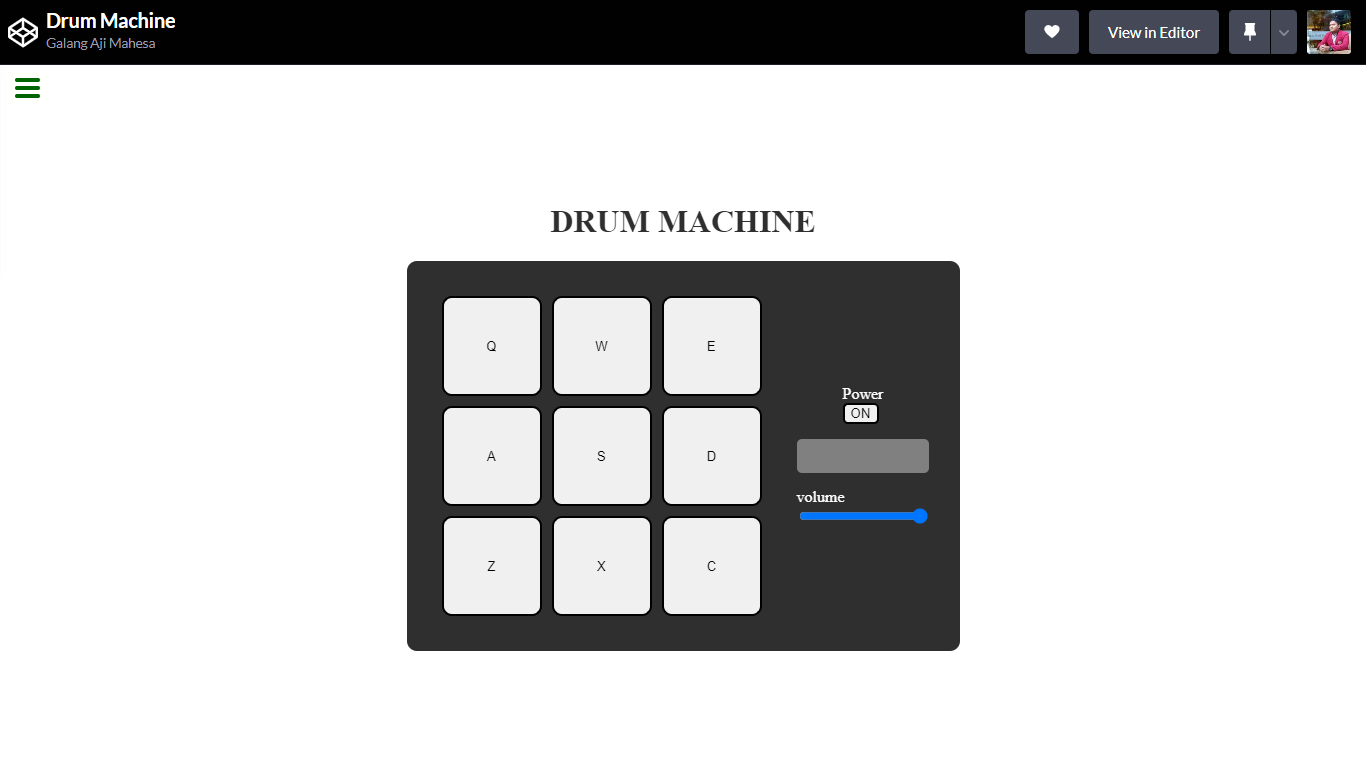 Drum Machine
Galang Aji Mahesa
View in Editor
DRUM MACHINE
Q W E
A S D
Z X C
Power
ON
volume